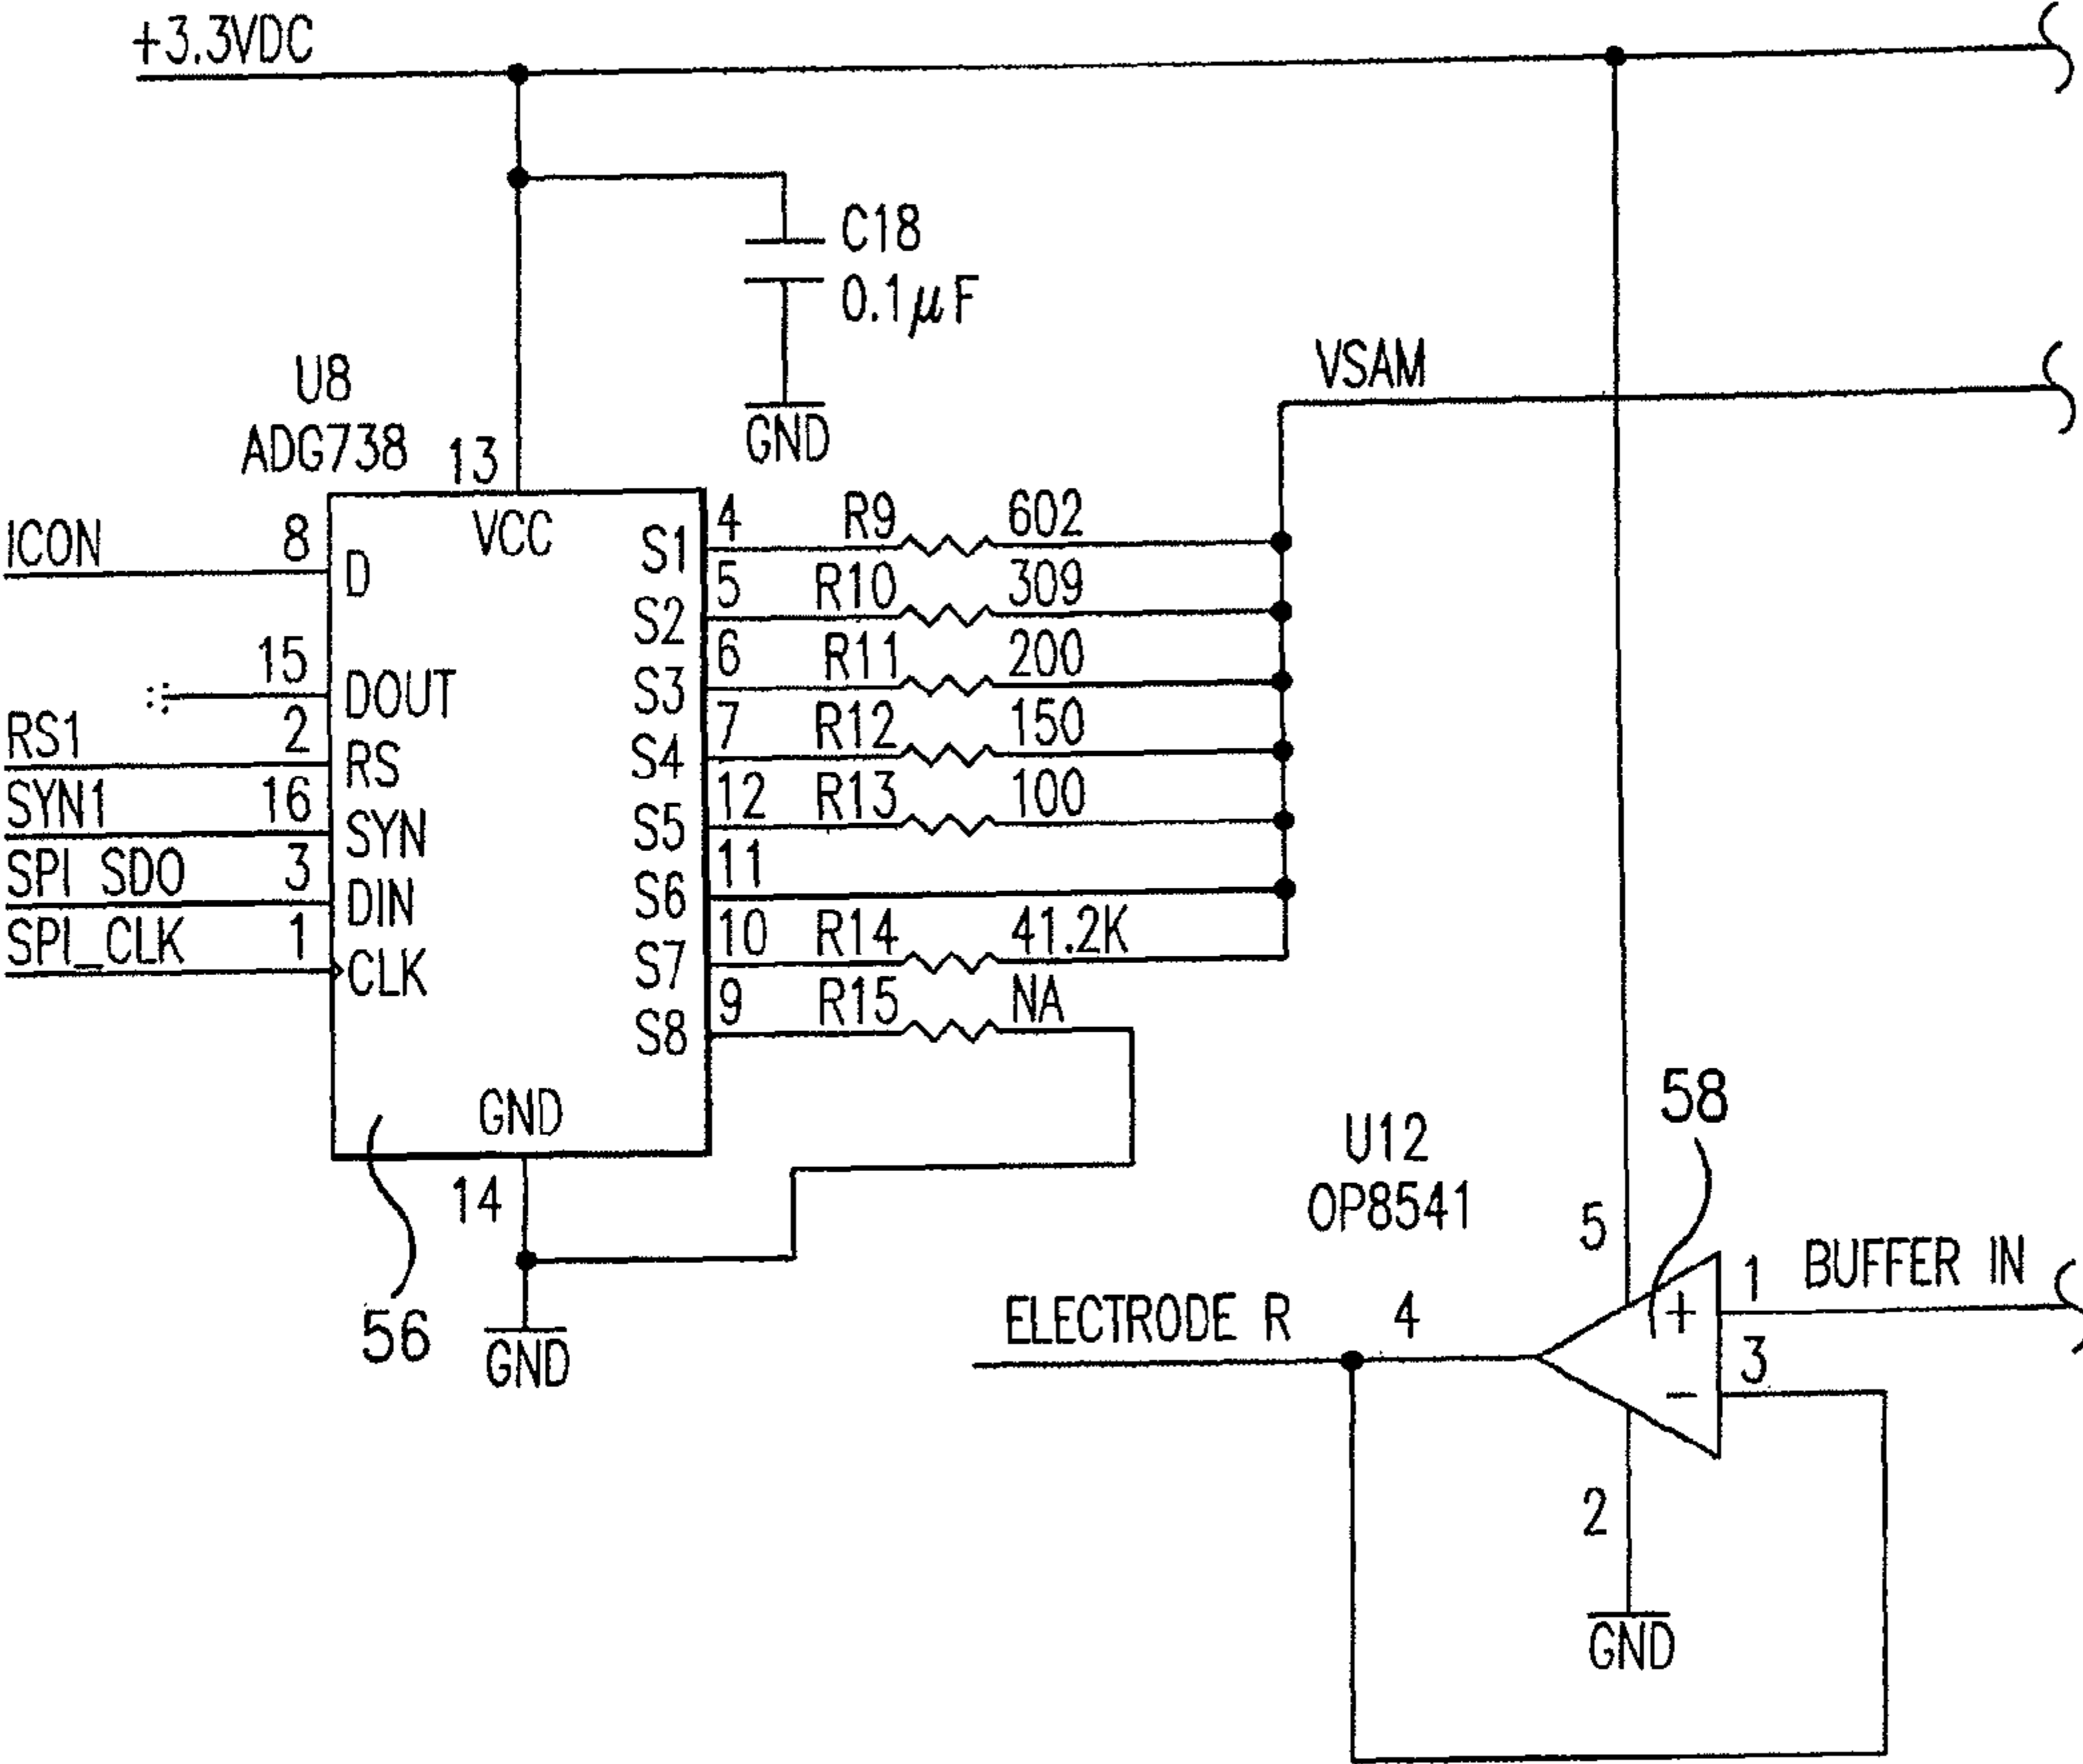 +3.3VDC
C18
0.1μF
GND
U8
ADG738
13
VSAM
ICON
8
D
VCC
S1
4
R9
602
S2
5
R10
309
15
DOUT
S3
6
R11
200
RS1
2
RS
S4
7
R12
150
SYN1
16
SYN
S5
12
R13
100
SPI_SDO
3
DIN
S6
11
SPI_CLK
1
CLK
S7
10
R14
41.2K
S8
9
R15
NA
GND
14
56
GND
U12
OP8541
58
5
ELECTRODE R
4
+
1
BUFFER IN
−
3
2
GND